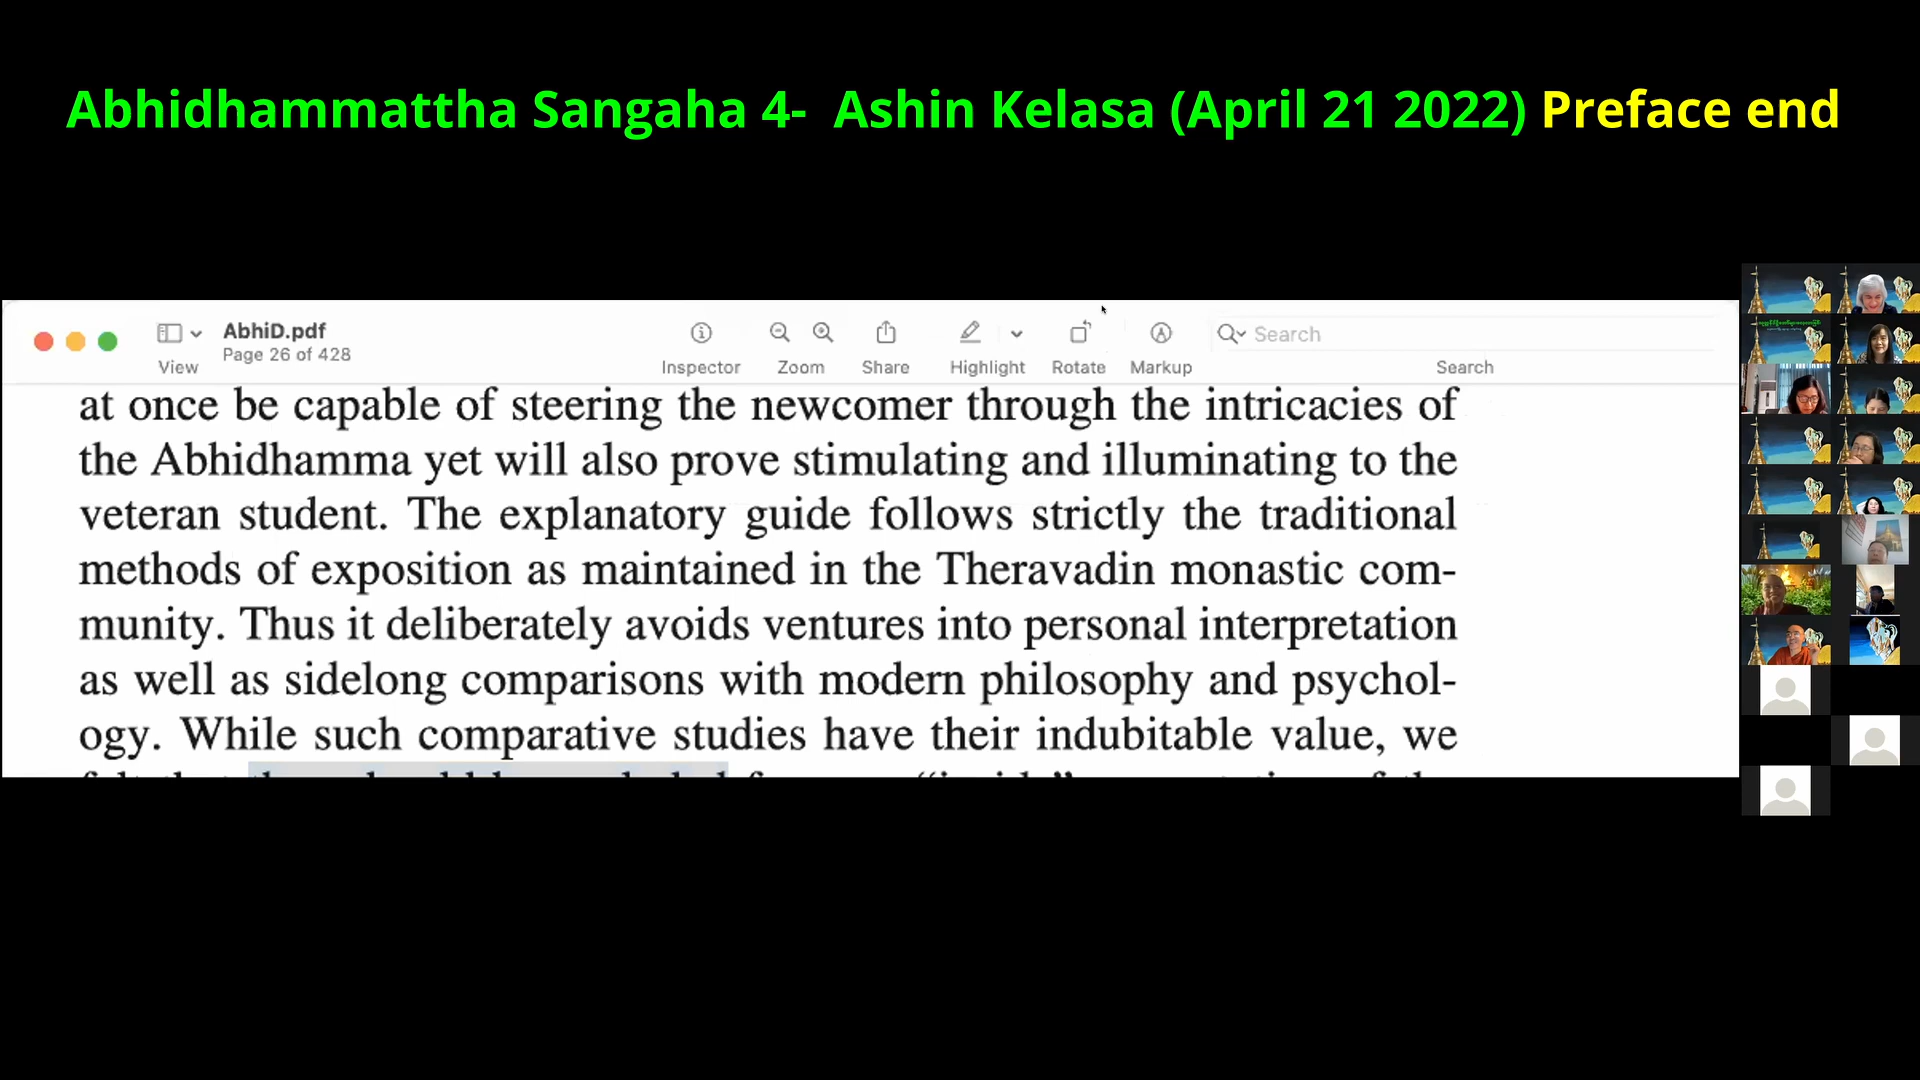 Abhidhammattha Sangaha 4- Ashin Kelasa (April 21 2022) Preface end
AbhiD.pdf
Page 26 of 428
View
Inspector
Zoom
Share
Highlight
Rotate
Markup
Search
Search
at once be capable of steering the newcomer through the intricacies of
the Abhidhamma yet will also prove stimulating and illuminating to the
veteran student. The explanatory guide follows strictly the traditional
methods of exposition as maintained in the Theravadin monastic com-
munity. Thus it deliberately avoids ventures into personal interpretation
as well as sidelong comparisons with modern philosophy and psychol-
ogy. While such comparative studies have their indubitable value, we